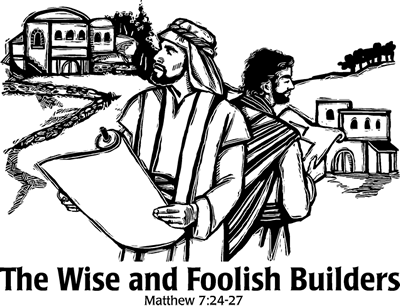 The Wise and Foolish Builders
Matthew 7:24-27